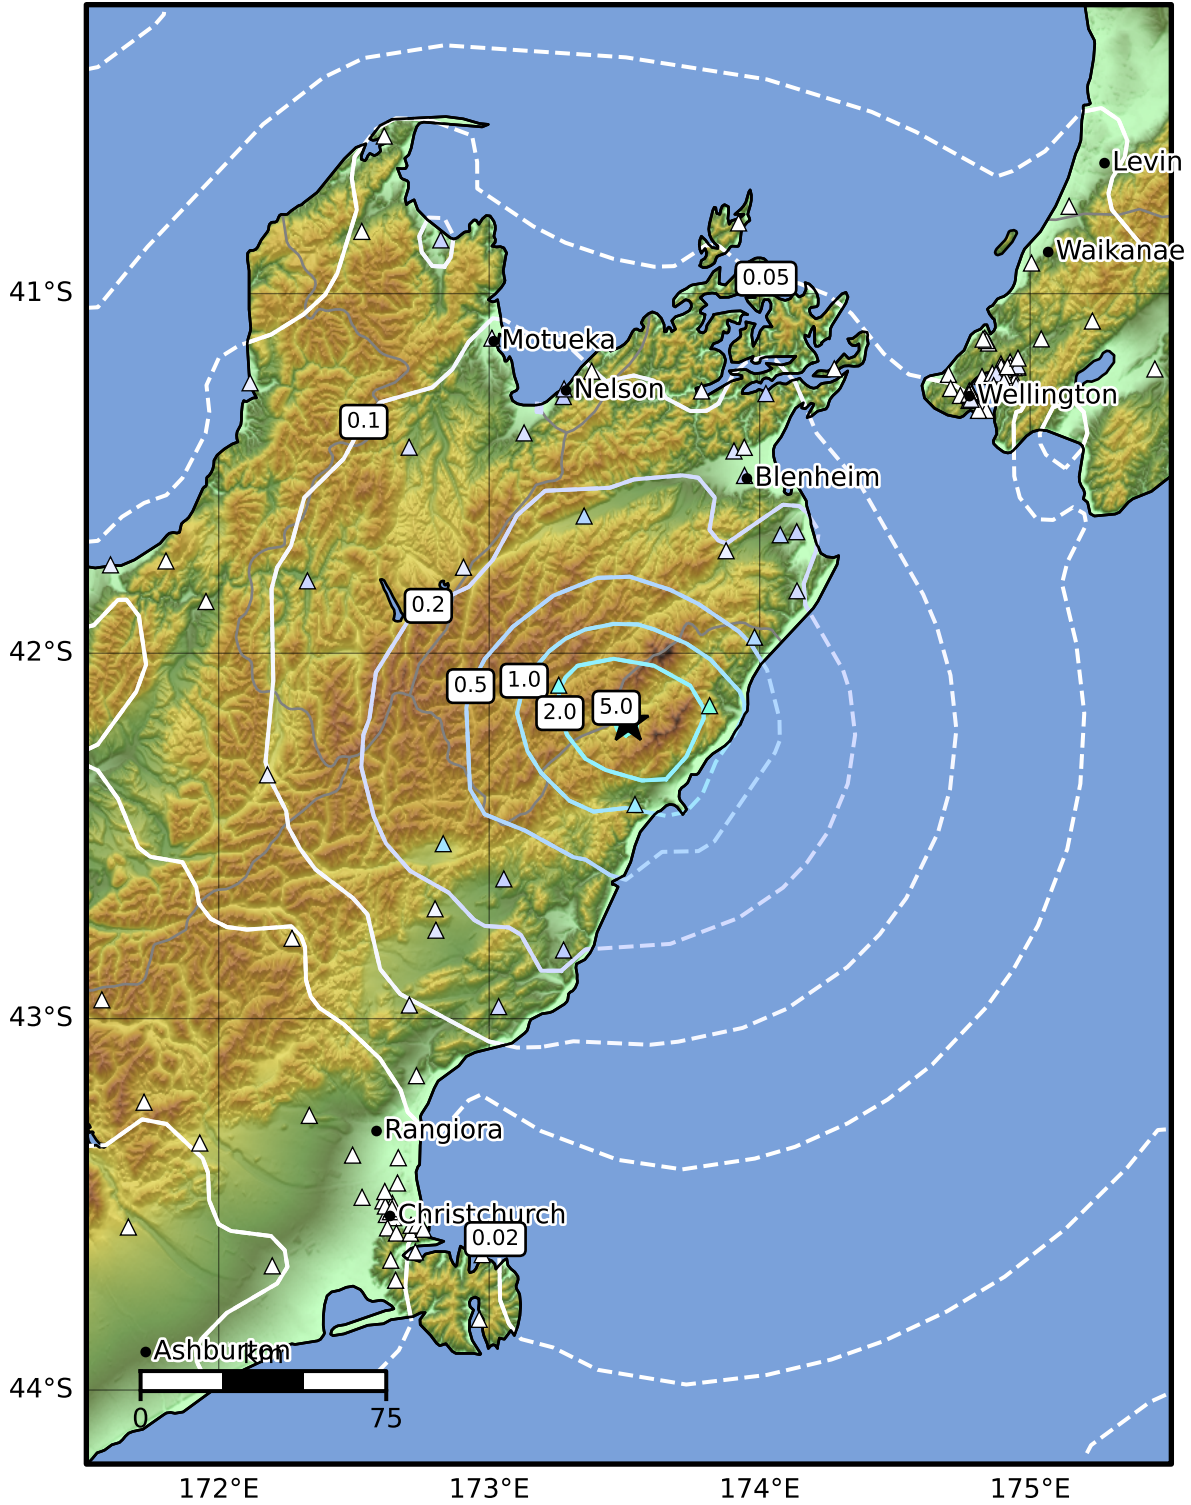 Levin
Waikanae
0.05
41°S
Motueka
Nelson
Wellington
0.1
Blenheim
0.2
42°S
0.5
1.0
2.0
5.0
43°S
Rangiora
Christchurch
0.02
Ashburton
km
44°S
0
75
172°E
173°E
174°E
175°E